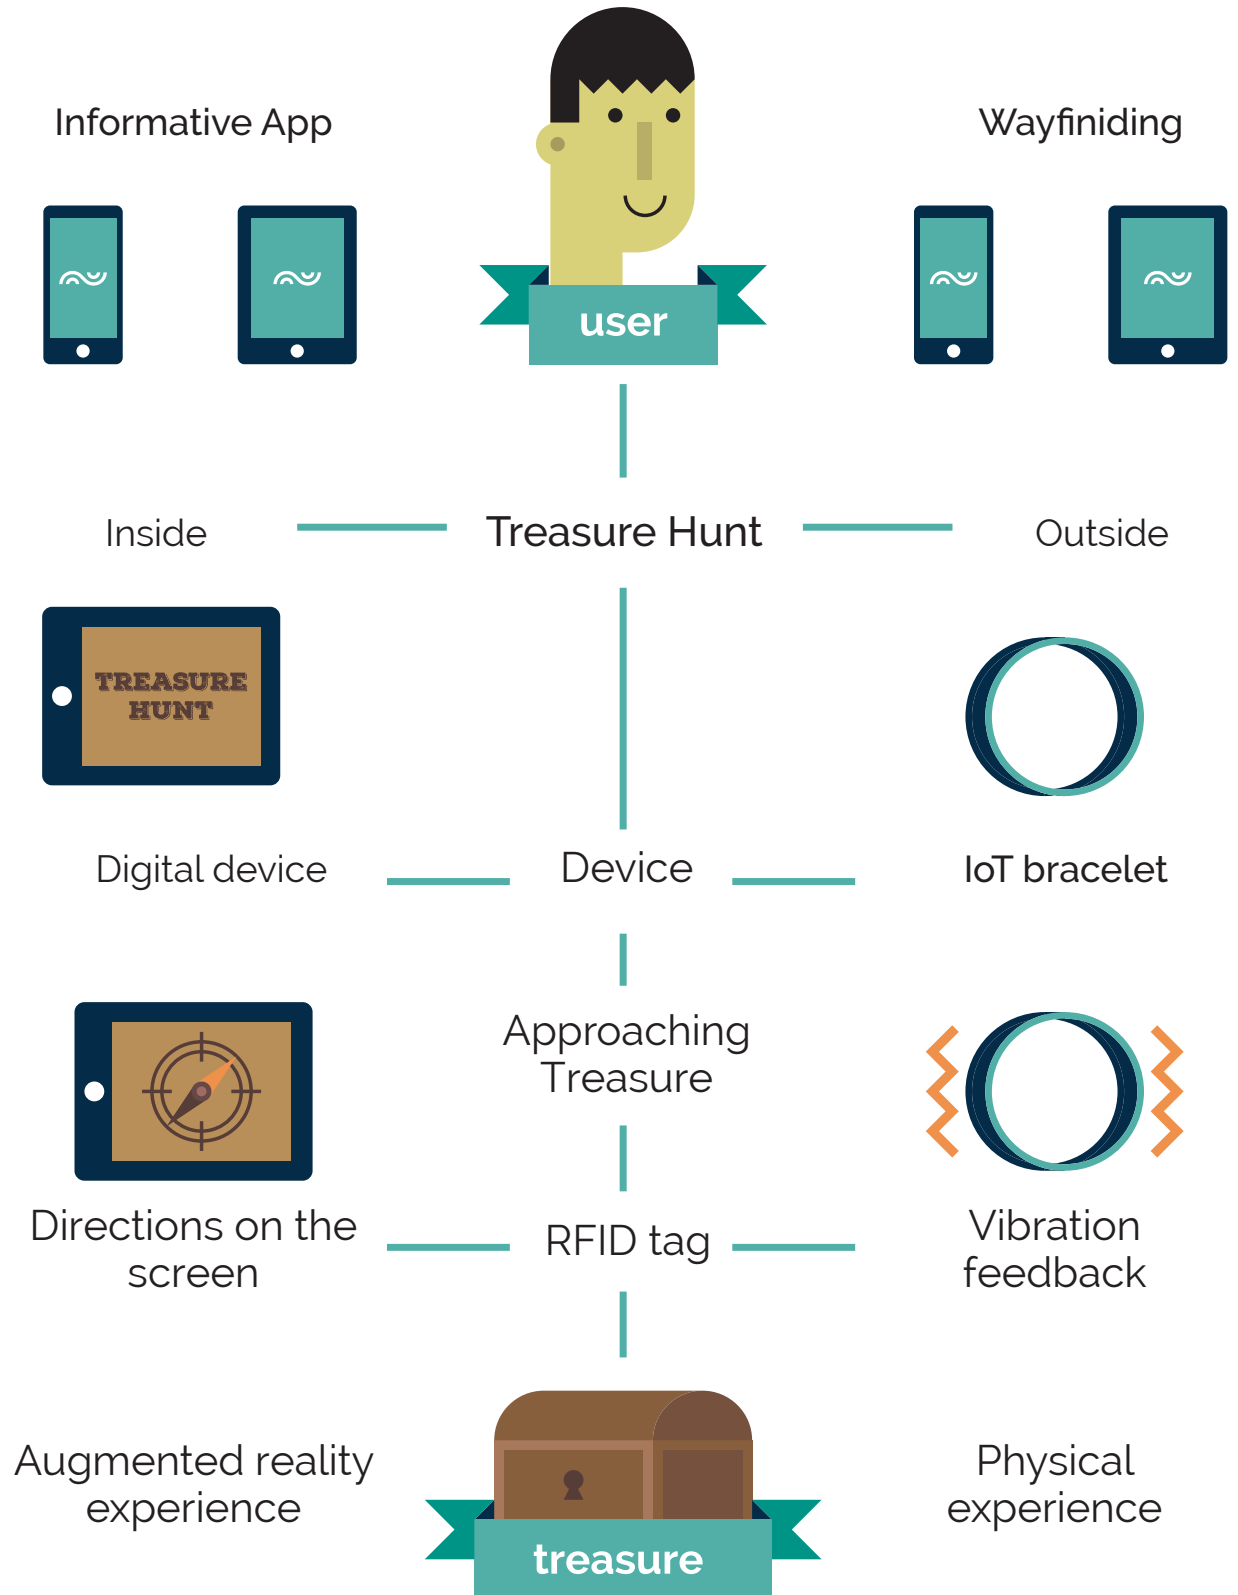 Informative App
Wayfiniding
user
Inside
Treasure Hunt
Outside
TREASURE
HUNT
Digital device
Device
IoT bracelet
Approaching
Treasure
Directions on the
screen
RFID tag
Vibration
feedback
Augmented reality
experience
Physical
experience
treasure